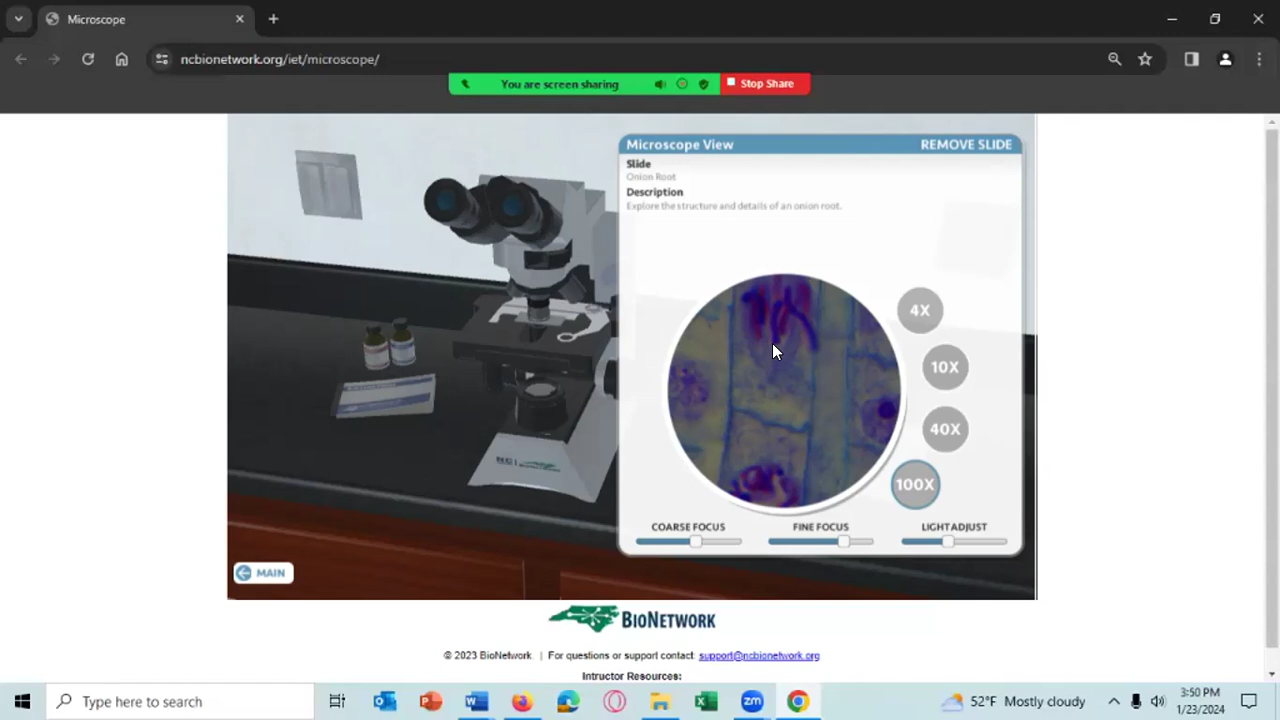 Microscope
ncbionetwork.org/iet/microscope/
You are screen sharing
Stop Share
Microscope View
REMOVE SLIDE
Slide
Onion Root
Description
Explore the structure and details of an onion root.
4X
10X
40X
100X
COARSE FOCUS
FINE FOCUS
LIGHT ADJUST
MAIN
BIONETWORK
© 2023 BioNetwork | For questions or support contact: support@ncbionetwork.org
Intructor Resources:
Type here to search
52°F Mostly cloudy
3:50 PM
1/23/2024